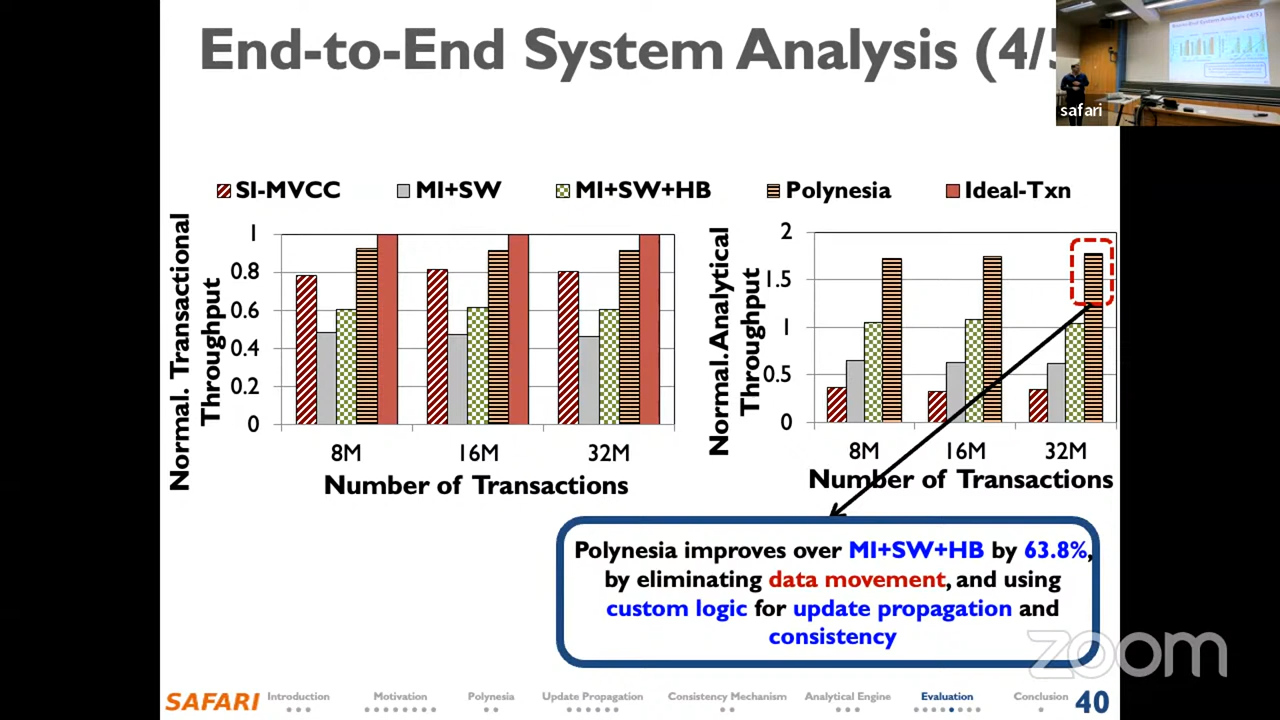 End-to-End System Analysis (4/5
safari
SI-MVCC MI+SW MI+SW+HB Polynesia Ideal-Txn
Normal. Transactional
Throughput
1
0.8
0.6
0.4
0.2
0
8M 16M 32M
Number of Transactions
Normal. Analytical
Throughput
2
1.5
1
0.5
0
8M 16M 32M
Number of Transactions
Polynesia improves over MI+SW+HB by 63.8%,
by eliminating data movement, and using
custom logic for update propagation and
consistency
zoom
SAFARI Introduction Motivation Polynesia Update Propagation Consistency Mechanism Analytical Engine Evaluation Conclusion 40